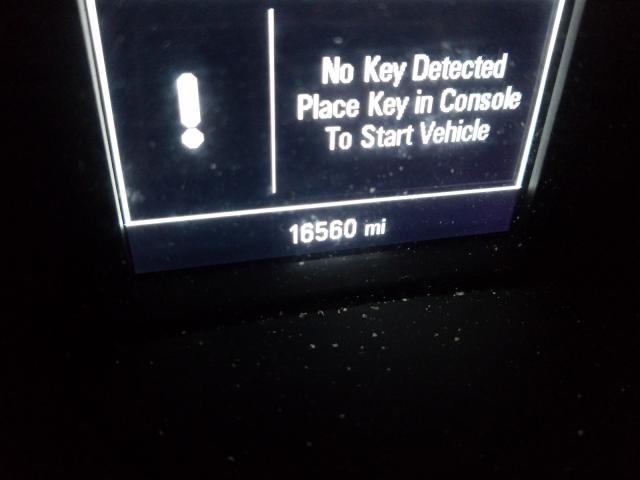 No Key Detected
Place Key in Console
To Start Vehicle
16560 mi